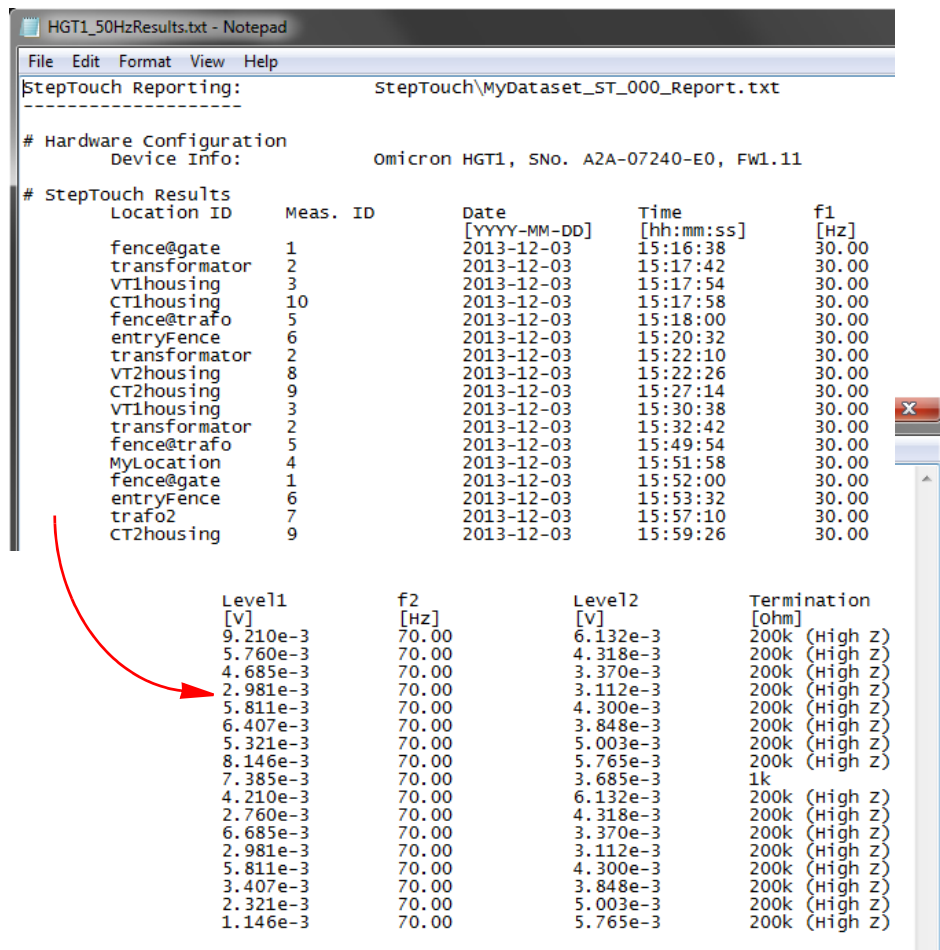 HGT1_50HzResults.txt - Notepad
File Edit Format View Help
StepTouch Reporting: StepTouch\MyDataset_ST_000_Report.txt
--------------------
# Hardware Configuration
Device Info: Omicron HGT1, SNo. A2A-07240-E0, FW1.11
# StepTouch Results
Location ID Meas. ID Date Time f1
[YYYY-MM-DD] [hh:mm:ss] [Hz]
fence@gate 1 2013-12-03 15:16:38 30.00
transformator 2 2013-12-03 15:17:42 30.00
VT1housing 3 2013-12-03 15:17:54 30.00
CT1housing 10 2013-12-03 15:17:58 30.00
fence@trafo 5 2013-12-03 15:18:00 30.00
entryFence 6 2013-12-03 15:20:32 30.00
transformator 2 2013-12-03 15:22:10 30.00
VT2housing 8 2013-12-03 15:22:26 30.00
CT2housing 9 2013-12-03 15:27:14 30.00
VT1housing 3 2013-12-03 15:30:38 30.00
transformator 2 2013-12-03 15:32:42 30.00
fence@trafo 5 2013-12-03 15:49:54 30.00
MyLocation 4 2013-12-03 15:51:58 30.00
fence@gate 1 2013-12-03 15:52:00 30.00
entryFence 6 2013-12-03 15:53:32 30.00
trafo2 7 2013-12-03 15:57:10 30.00
CT2housing 9 2013-12-03 15:59:26 30.00
Level1 f2 Level2 Termination
[V] [Hz] [V] [Ohm]
9.210e-3 70.00 6.132e-3 200k (High Z)
5.760e-3 70.00 4.318e-3 200k (High Z)
4.685e-3 70.00 3.370e-3 200k (High Z)
2.981e-3 70.00 3.112e-3 200k (High Z)
5.811e-3 70.00 4.300e-3 200k (High Z)
6.407e-3 70.00 3.848e-3 200k (High Z)
5.321e-3 70.00 5.003e-3 200k (High Z)
8.146e-3 70.00 5.765e-3 200k (High Z)
7.385e-3 70.00 3.685e-3 1k
4.210e-3 70.00 6.132e-3 200k (High Z)
2.760e-3 70.00 4.318e-3 200k (High Z)
6.685e-3 70.00 3.370e-3 200k (High Z)
2.981e-3 70.00 3.112e-3 200k (High Z)
5.811e-3 70.00 4.300e-3 200k (High Z)
3.407e-3 70.00 3.848e-3 200k (High Z)
2.321e-3 70.00 5.003e-3 200k (High Z)
1.146e-3 70.00 5.765e-3 200k (High Z)